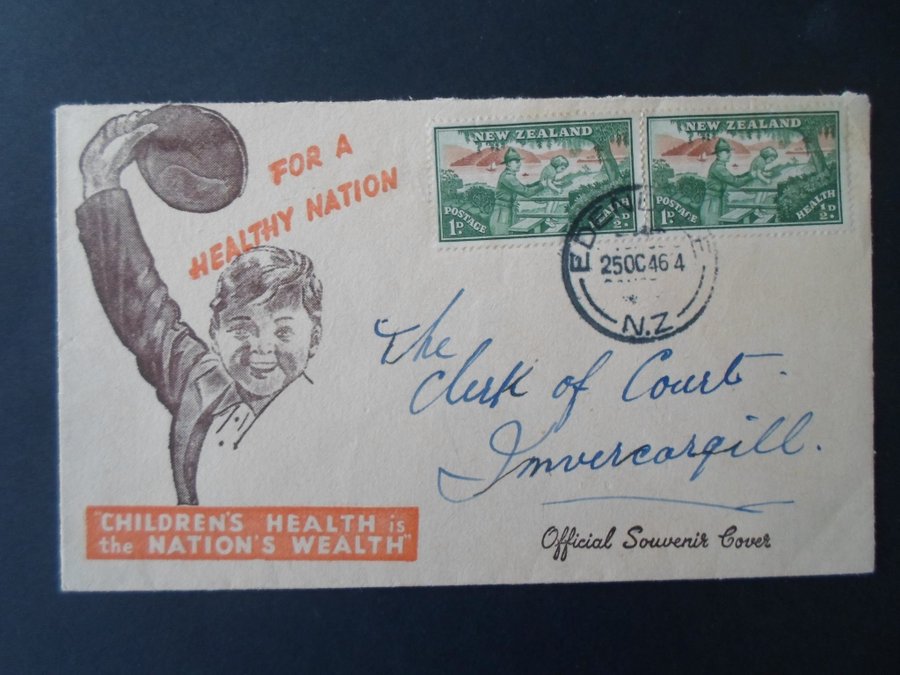 FOR A
HEALTHY NATION
NEW ZEALAND
POSTAGE
1D.
½D.
NEW ZEALAND
POSTAGE
1D.
HEALTH
½D.
25OC46 4
N.Z
The
Clerk of Court.
Invercargill.
"CHILDREN'S HEALTH is
the NATION'S WEALTH"
Official Souvenir Cover